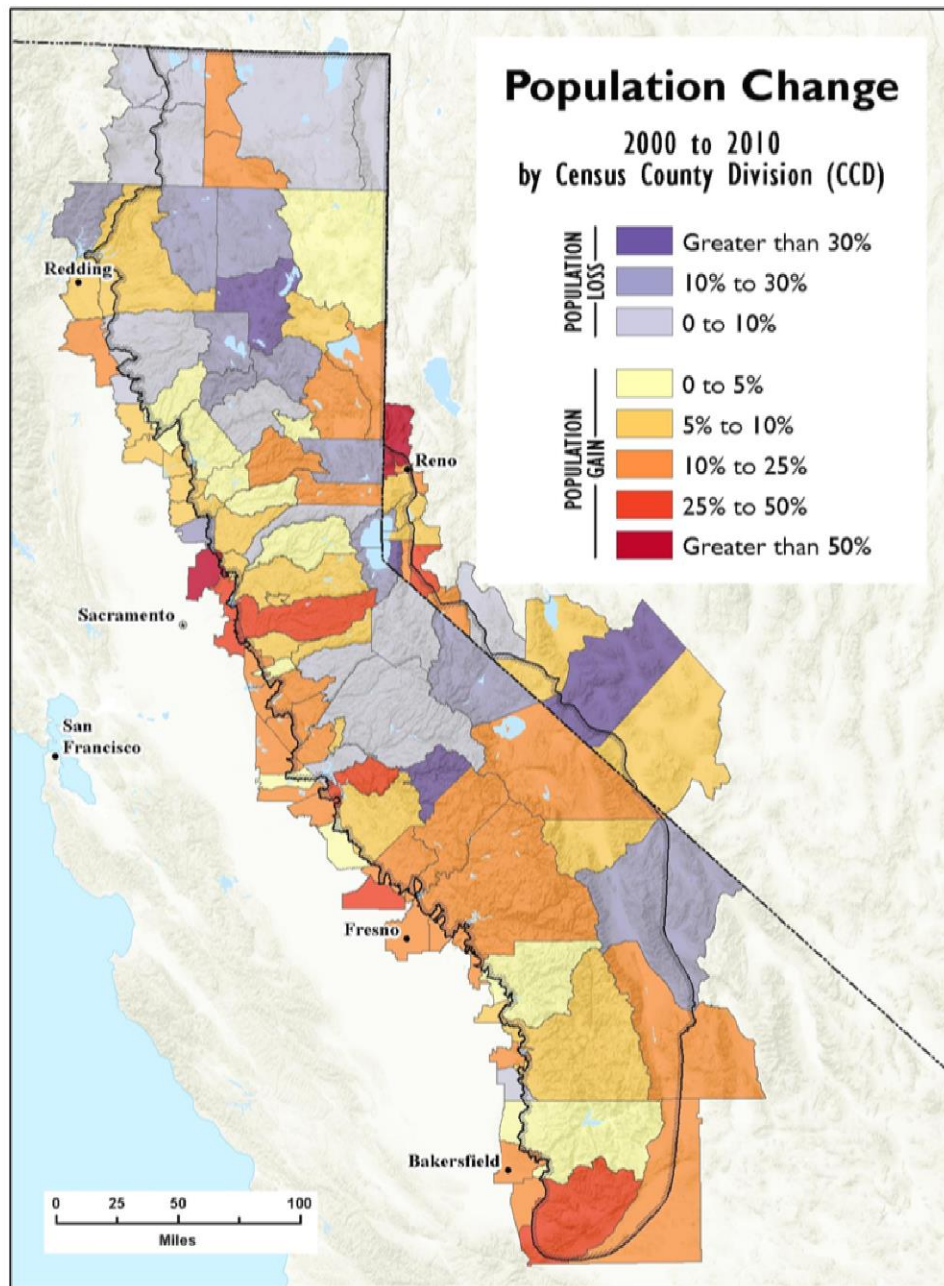 Population Change
2000 to 2010
by Census County Division (CCD)
POPULATION
LOSS
Greater than 30%
10% to 30%
0 to 10%
POPULATION
GAIN
0 to 5%
5% to 10%
10% to 25%
25% to 50%
Greater than 50%
Redding
Reno
Sacramento
San
Francisco
Fresno
Bakersfield
0 25 50 100
Miles